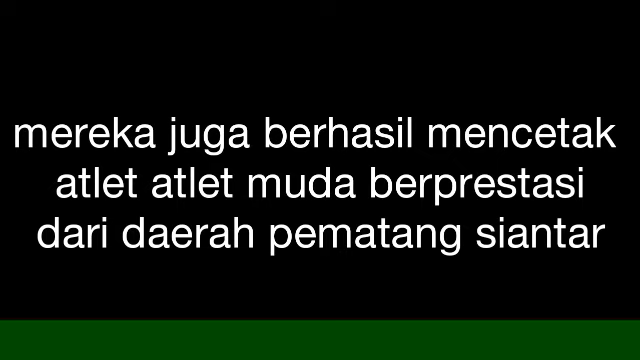 mereka juga berhasil mencetak
atlet atlet muda berprestasi
dari daerah pematang siantar